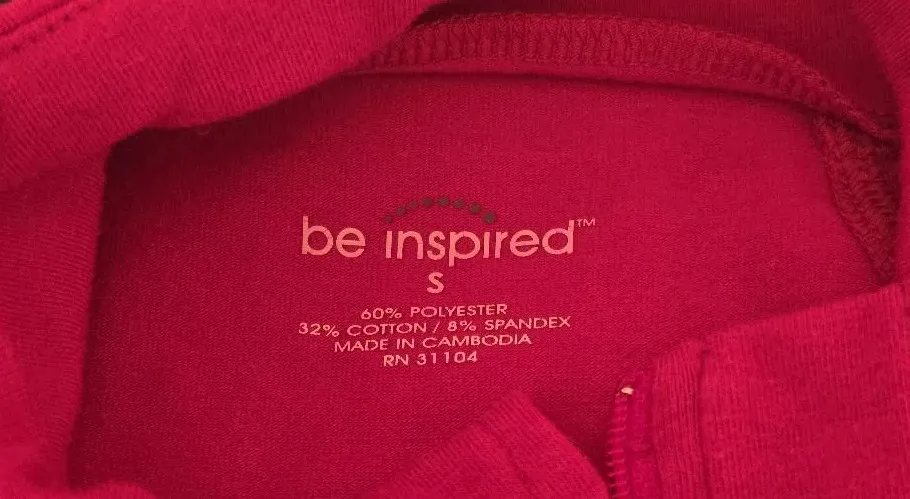 be inspired™
S
60% POLYESTER
32% COTTON / 8% SPANDEX
MADE IN CAMBODIA
RN 31104